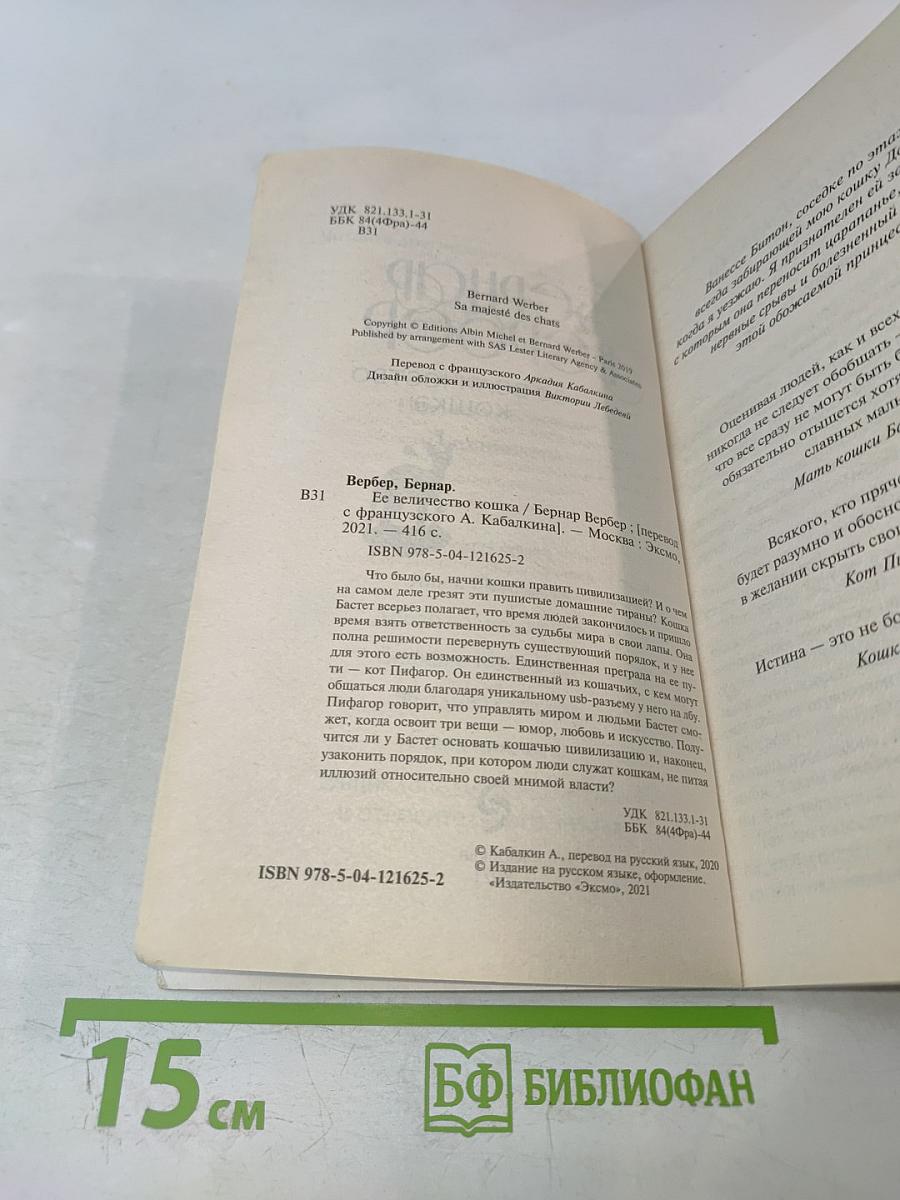 УДК 821.133.1-31
ББК 84(4Фра)-44
В31
Bernard Werber
Sa majesté des chats
Copyright © Editions Albin Michel et Bernard Werber – Paris 2019
Published by arrangement with SAS Lester Literary Agency & Associates
Перевод с французского Аркадия Кабалкина
Дизайн обложки и иллюстрация Виктории Лебедевой
Вербер, Бернар.
В31 Ее величество кошка / Бернар Вербер ; [перевод
с французского А. Кабалкина]. — Москва : Эксмо,
2021. — 416 с.
ISBN 978-5-04-121625-2
Что было бы, начни кошки править цивилизацией? И о чем
на самом деле грезят эти пушистые домашние тираны? Кошка
Бастет всерьез полагает, что время людей закончилось и пришло
время взять ответственность за судьбы мира в свои лапы. Она
полна решимости перевернуть существующий порядок, и у нее
для этого есть возможность. Единственная преграда на ее пу-
ти — кот Пифагор. Он единственный из кошачьих, с кем могут
общаться люди благодаря уникальному usb-разъему у него на лбу.
Пифагор говорит, что управлять миром и людьми Бастет смо-
жет, когда освоит три вещи — юмор, любовь и искусство. Полу-
чится ли у Бастет основать кошачью цивилизацию и, наконец,
узаконить порядок, при котором люди служат кошкам, не питая
иллюзий относительно своей мнимой власти?
УДК 821.133.1-31
ББК 84(4Фра)-44
© Кабалкин А., перевод на русский язык, 2020
© Издание на русском языке, оформление.
«Издательство «Эксмо», 2021
ISBN 978-5-04-121625-2
Ванессе Битон, соседке по этаж
всегда забирающей мою кошку До
когда я уезжаю. Я признателен ей за
с которым она переносит царапанье,
нервные срывы и болезненный
этой обожаемой принцес
Оценивая людей, как и всех
никогда не следует обобщать —
что все сразу не могут быть б
обязательно отыщется хотя
славных мал
Мать кошки Ба
Всякого, кто пряче
будет разумно и обосно
в желании скрыть сво
Кот Пи
Истина — это не бо
Кошк
15 см
БФ БИБЛИОФАН